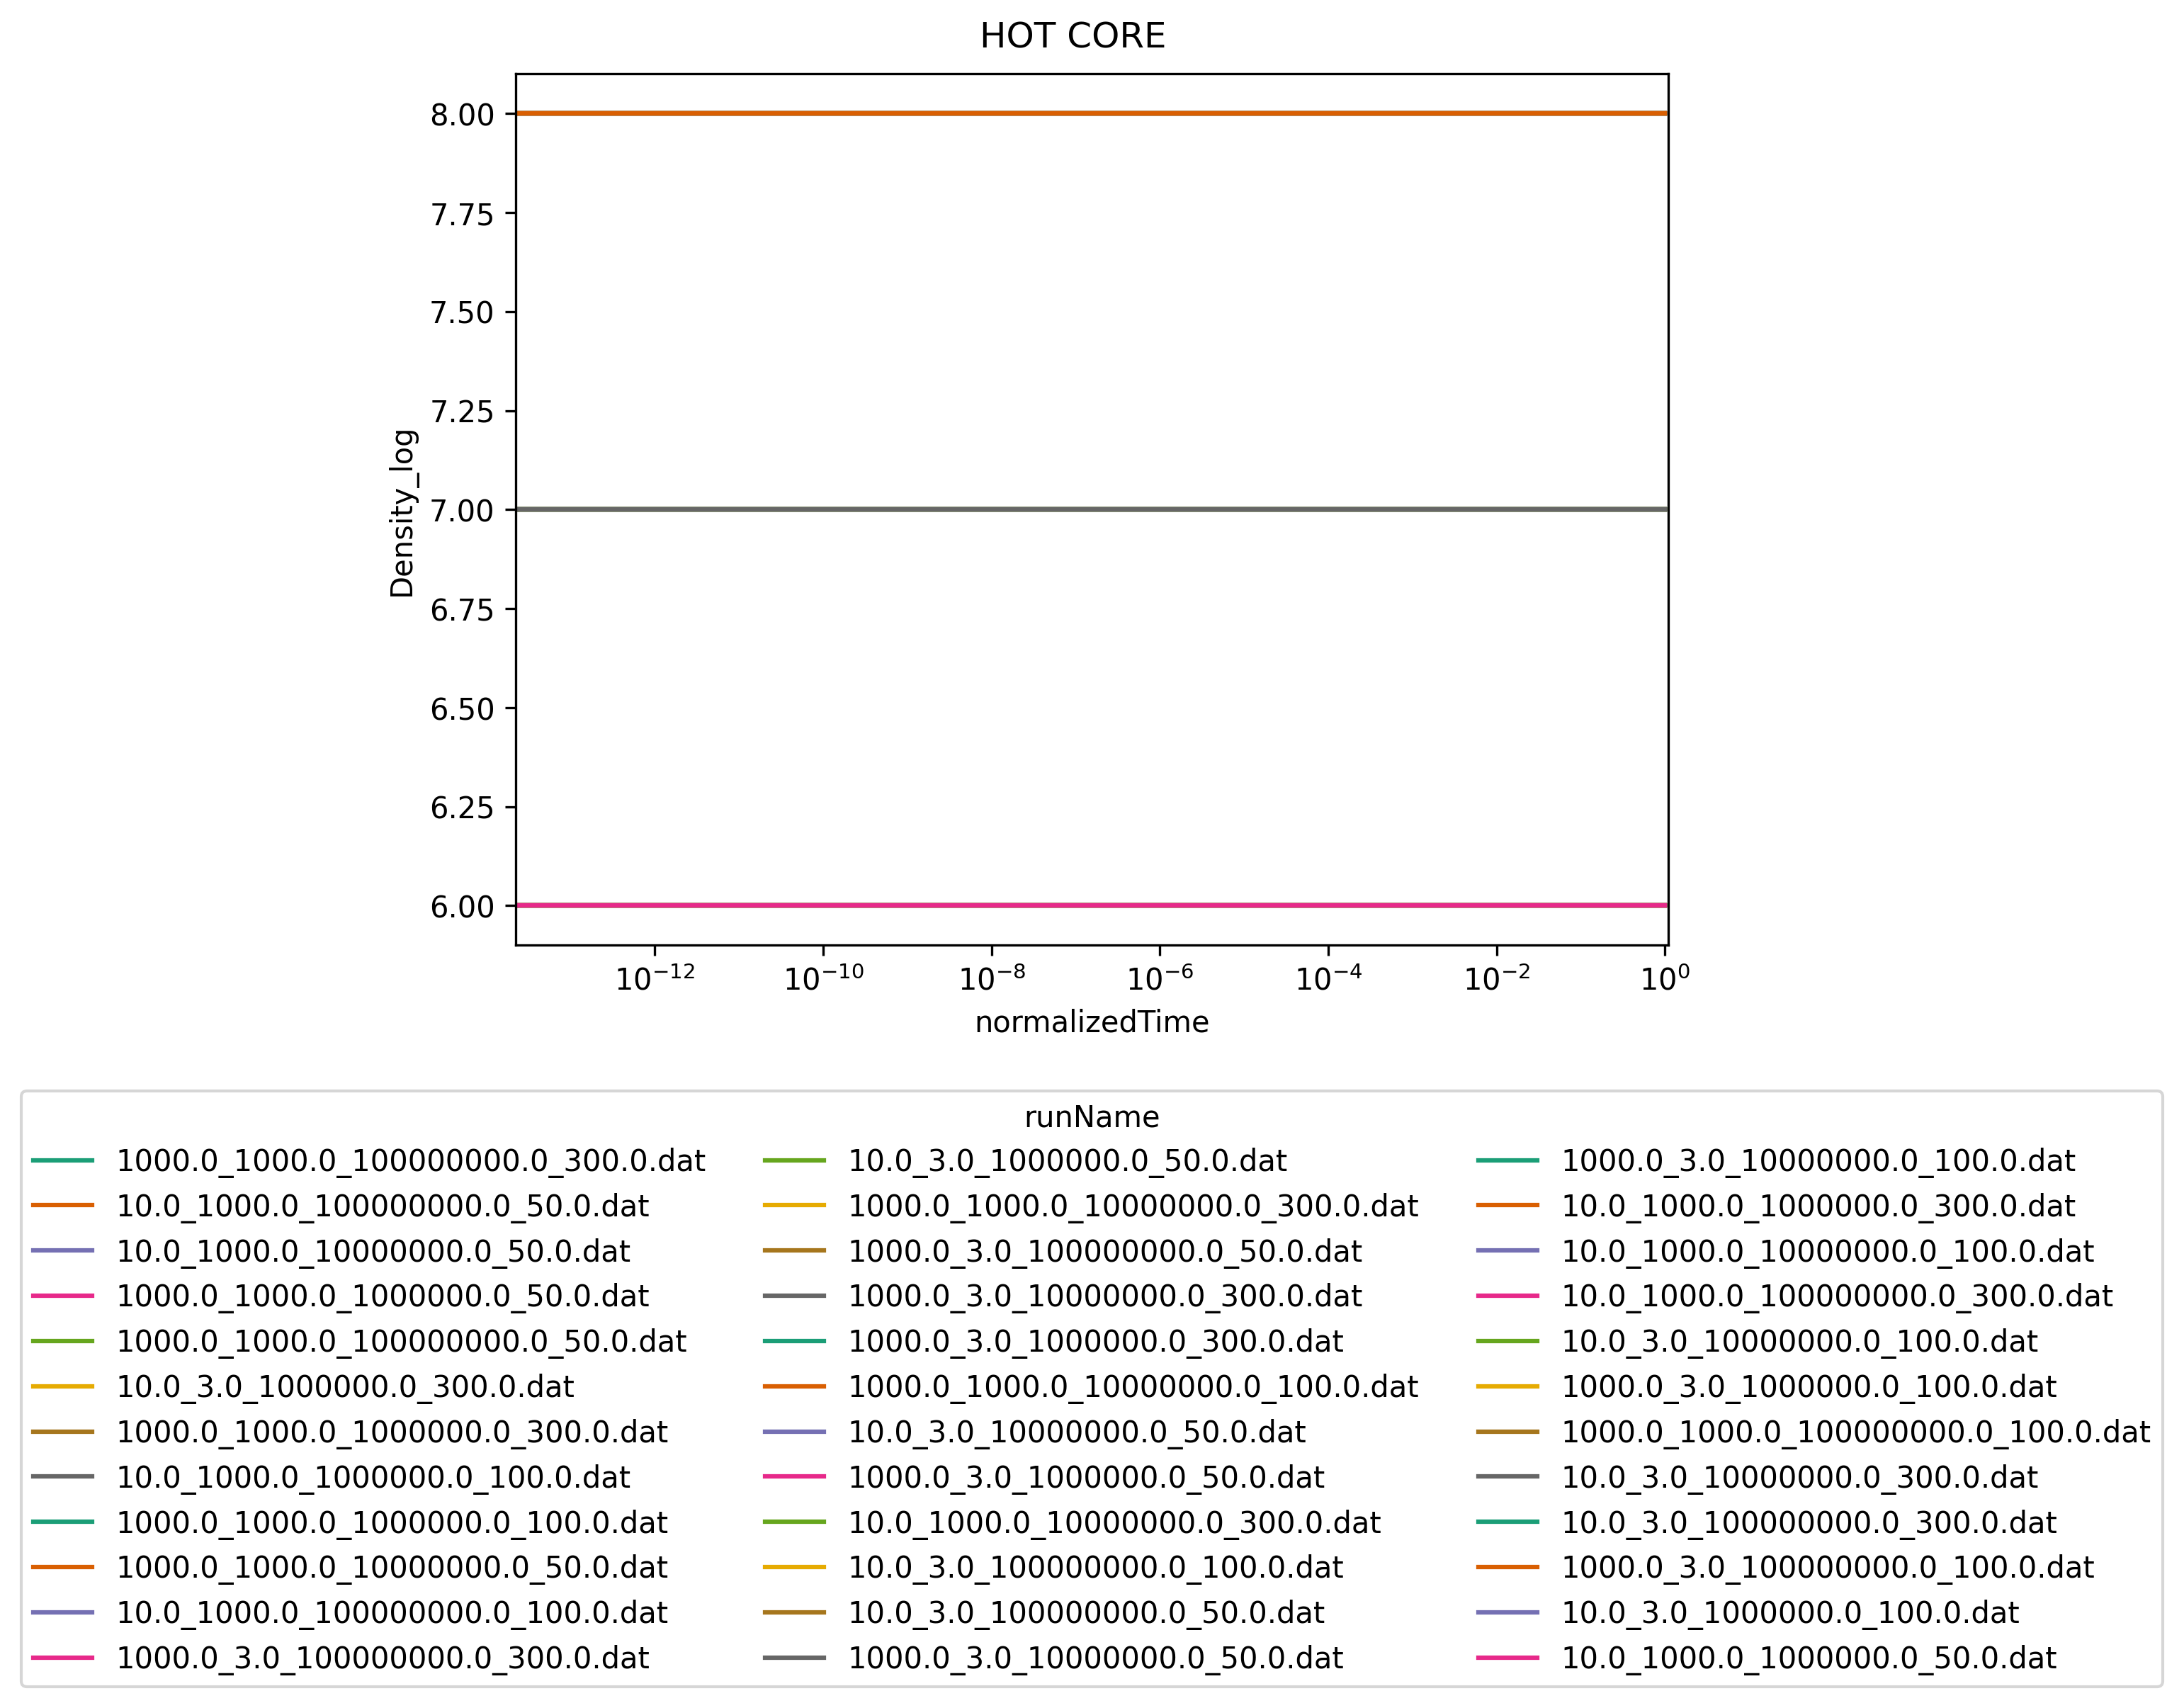 HOT CORE
8.00
7.75
7.50
7.25
7.00
6.75
6.50
6.25
6.00
Density_log
10⁻¹² 10⁻¹⁰ 10⁻⁸ 10⁻⁶ 10⁻⁴ 10⁻² 10⁰
normalizedTime
runName
1000.0_1000.0_100000000.0_300.0.dat
10.0_1000.0_100000000.0_50.0.dat
10.0_1000.0_10000000.0_50.0.dat
1000.0_1000.0_1000000.0_50.0.dat
1000.0_1000.0_100000000.0_50.0.dat
10.0_3.0_1000000.0_300.0.dat
1000.0_1000.0_1000000.0_300.0.dat
10.0_1000.0_1000000.0_100.0.dat
1000.0_1000.0_1000000.0_100.0.dat
1000.0_1000.0_10000000.0_50.0.dat
10.0_1000.0_100000000.0_100.0.dat
1000.0_3.0_100000000.0_300.0.dat
10.0_3.0_1000000.0_50.0.dat
1000.0_1000.0_10000000.0_300.0.dat
1000.0_3.0_100000000.0_50.0.dat
1000.0_3.0_10000000.0_300.0.dat
1000.0_3.0_1000000.0_300.0.dat
1000.0_1000.0_10000000.0_100.0.dat
10.0_3.0_10000000.0_50.0.dat
1000.0_3.0_1000000.0_50.0.dat
10.0_1000.0_10000000.0_300.0.dat
10.0_3.0_100000000.0_100.0.dat
10.0_3.0_100000000.0_50.0.dat
1000.0_3.0_10000000.0_50.0.dat
1000.0_3.0_10000000.0_100.0.dat
10.0_1000.0_1000000.0_300.0.dat
10.0_1000.0_10000000.0_100.0.dat
10.0_1000.0_100000000.0_300.0.dat
10.0_3.0_10000000.0_100.0.dat
1000.0_3.0_1000000.0_100.0.dat
1000.0_1000.0_100000000.0_100.0.dat
10.0_3.0_10000000.0_300.0.dat
10.0_3.0_100000000.0_300.0.dat
1000.0_3.0_100000000.0_100.0.dat
10.0_3.0_1000000.0_100.0.dat
10.0_1000.0_1000000.0_50.0.dat